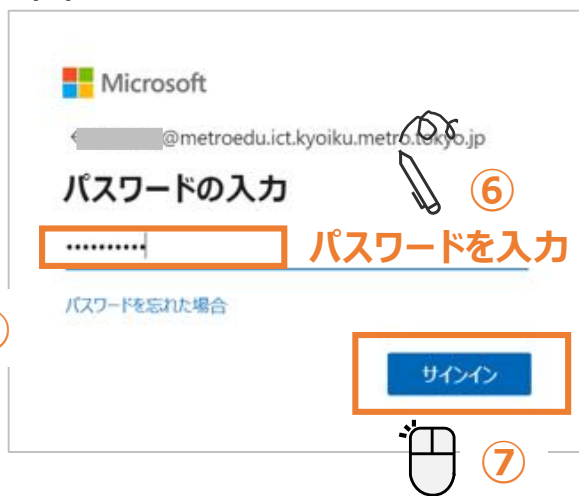 Microsoft
@metroedu.ict.kyoiku.metro.tokyo.jp
パスワードの入力
⑥
••••••••••
パスワードを入力
パスワードを忘れた場合
サインイン
⑦